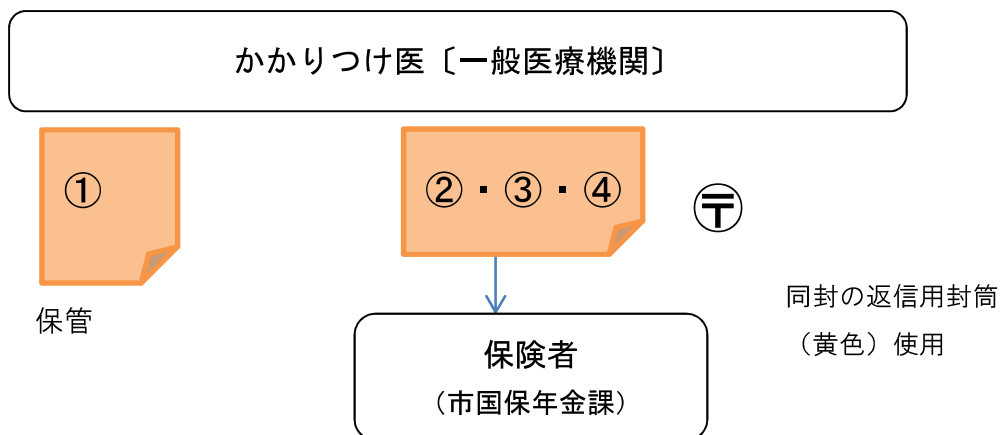 かかりつけ医〔一般医療機関〕
①
②・③・④
〒
保管
同封の返信用封筒
（黄色）使用
保険者
（市国保年金課）